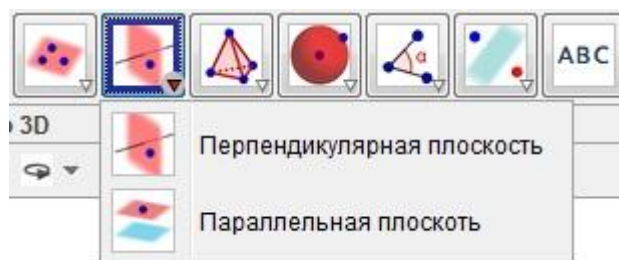 α
ABC
3D
Перпендикулярная плоскость
Параллельная плоскоть